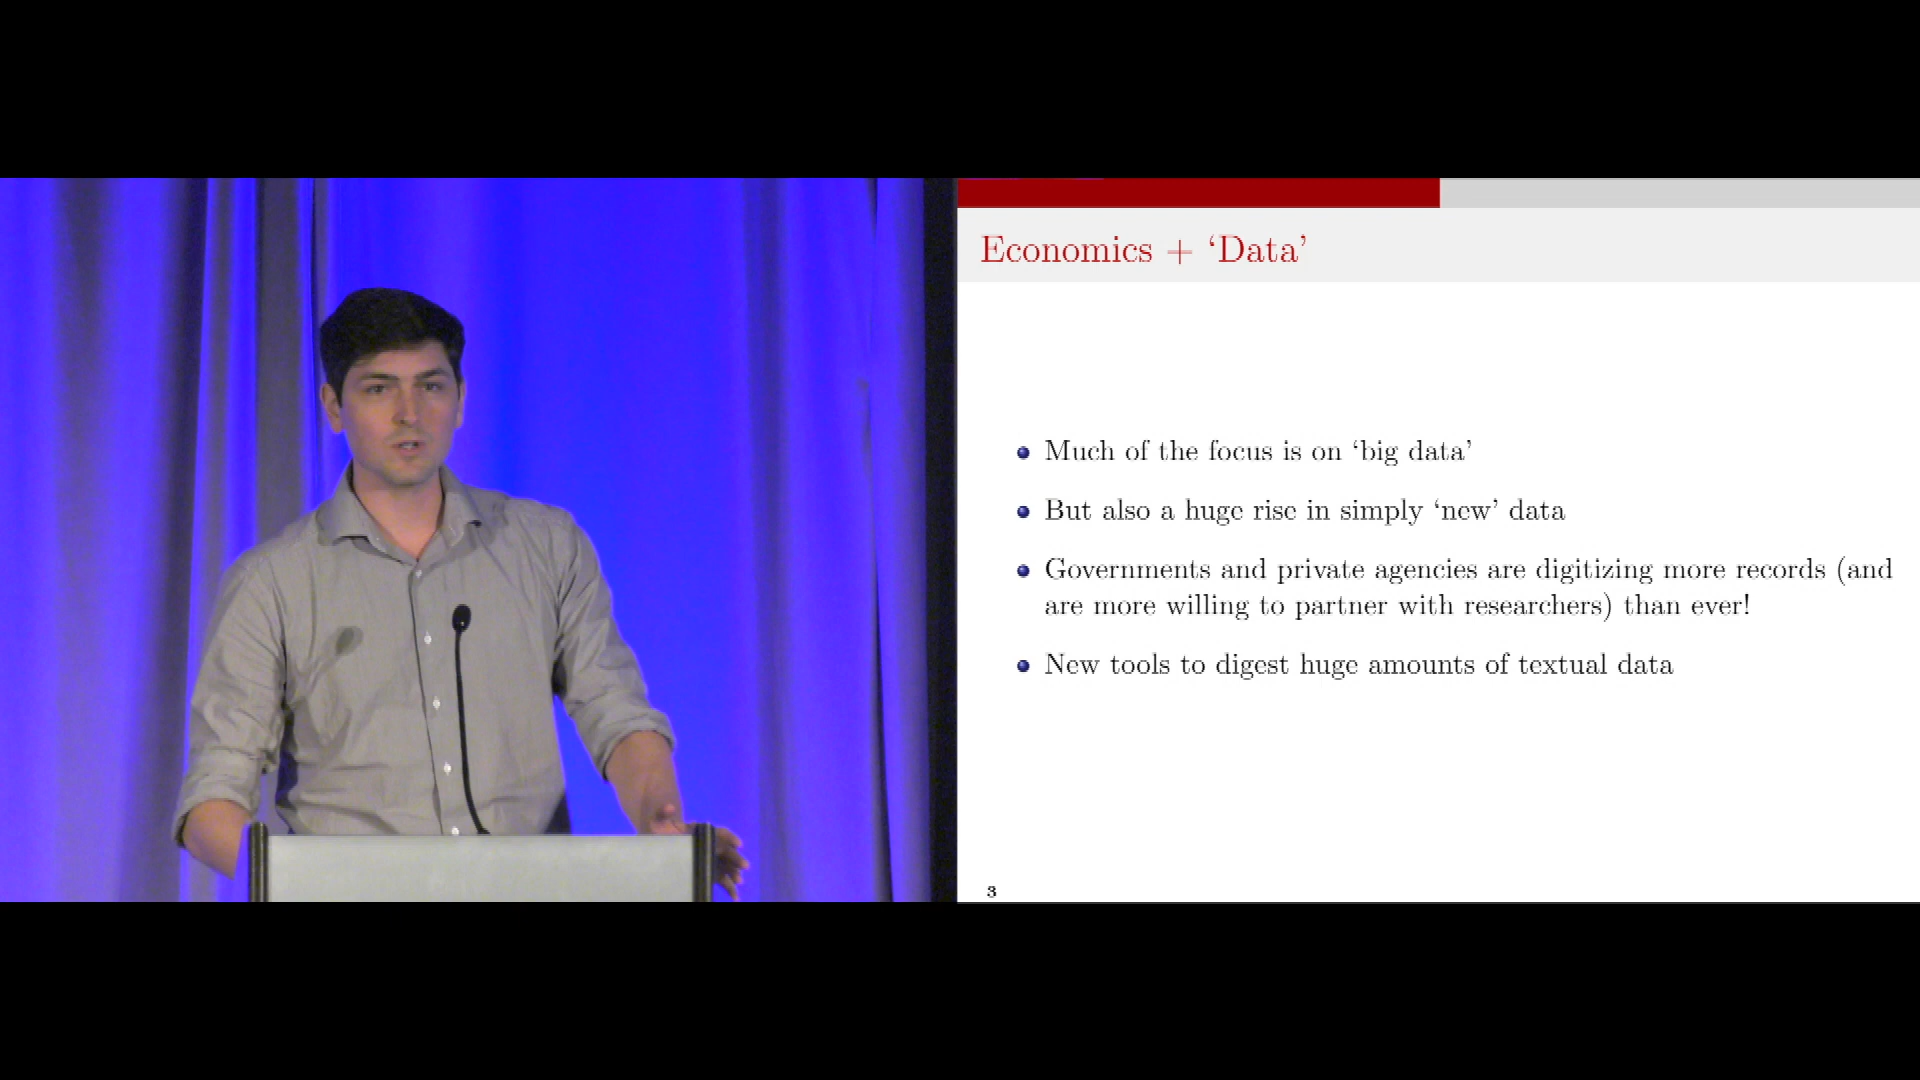 Economics + ‘Data’
Much of the focus is on ‘big data’
But also a huge rise in simply ‘new’ data
Governments and private agencies are digitizing more records (and
are more willing to partner with researchers) than ever!
New tools to digest huge amounts of textual data
3